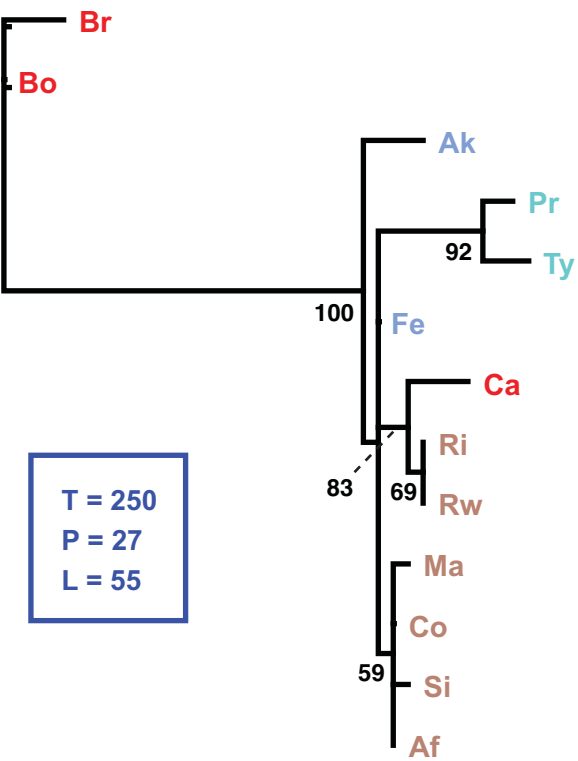 Br
Bo
Ak
Pr
92
Ty
100
Fe
Ca
Ri
83
69
Rw
T = 250
P = 27
L = 55
Ma
Co
59
Si
Af